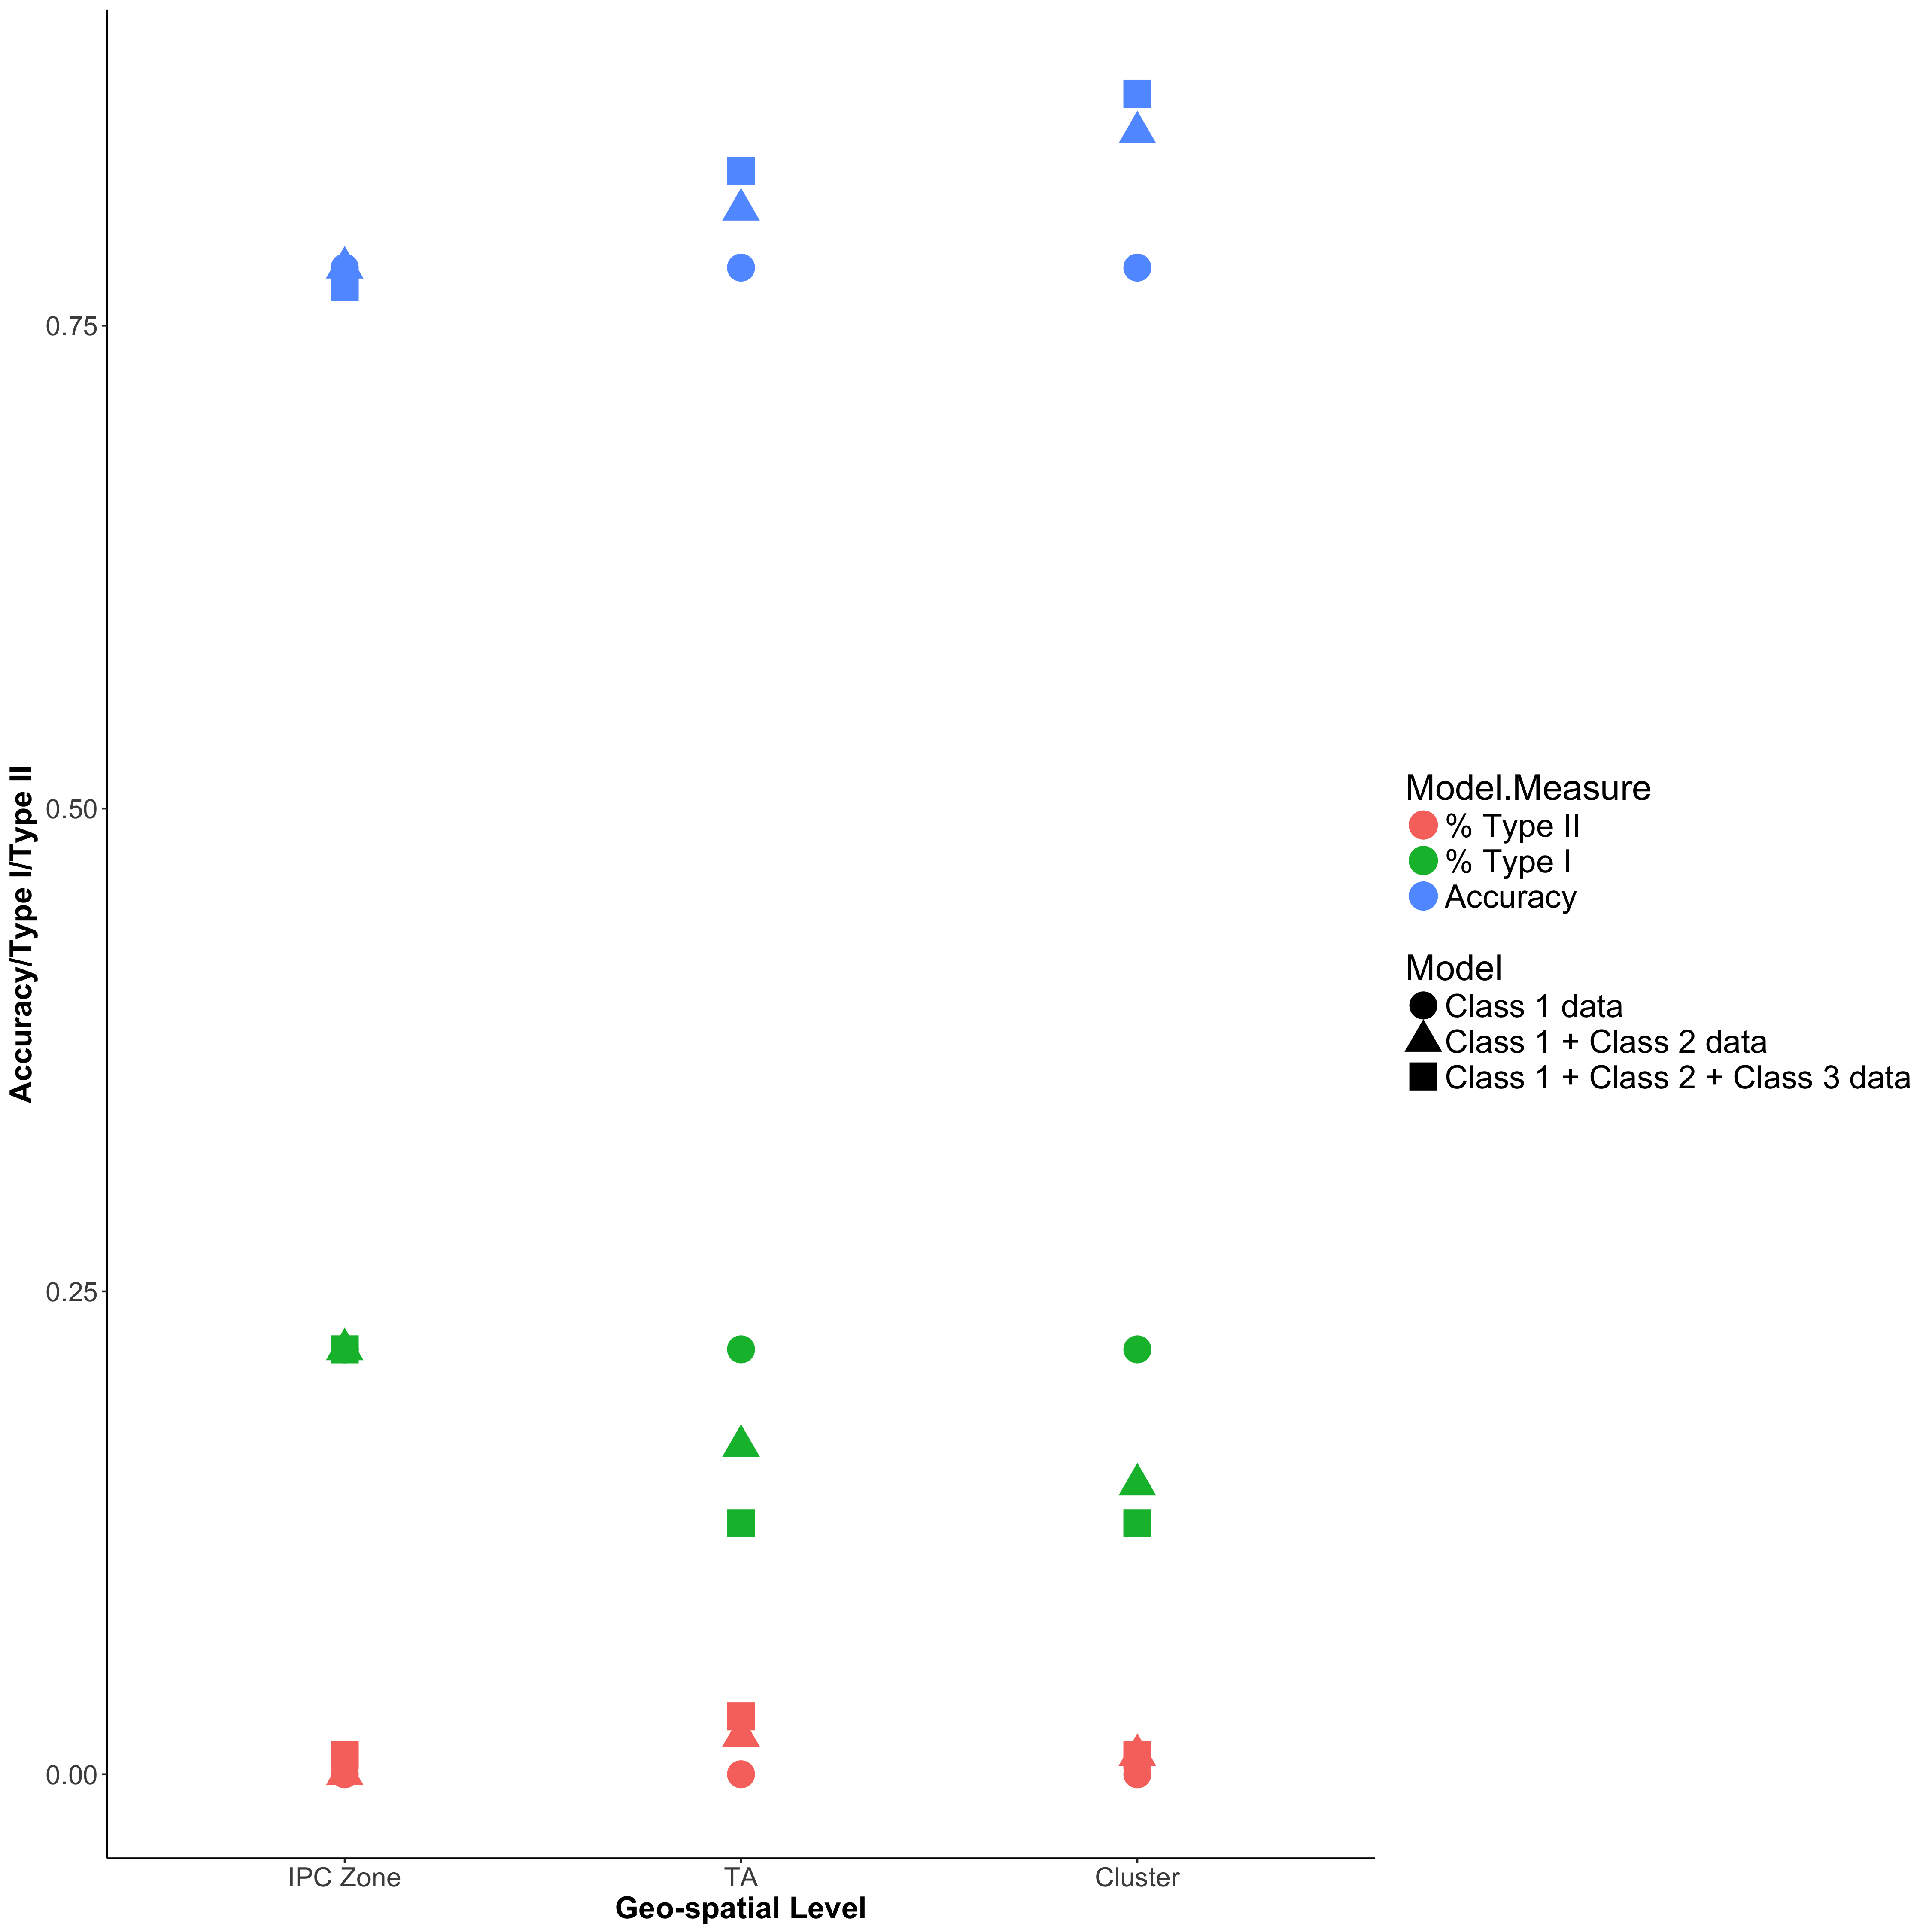 Accuracy/Type I/Type II
0.75
0.50
0.25
0.00
IPC Zone
TA
Cluster
Geo-spatial Level
Model.Measure
% Type II
% Type I
Accuracy
Model
Class 1 data
Class 1 + Class 2 data
Class 1 + Class 2 + Class 3 data